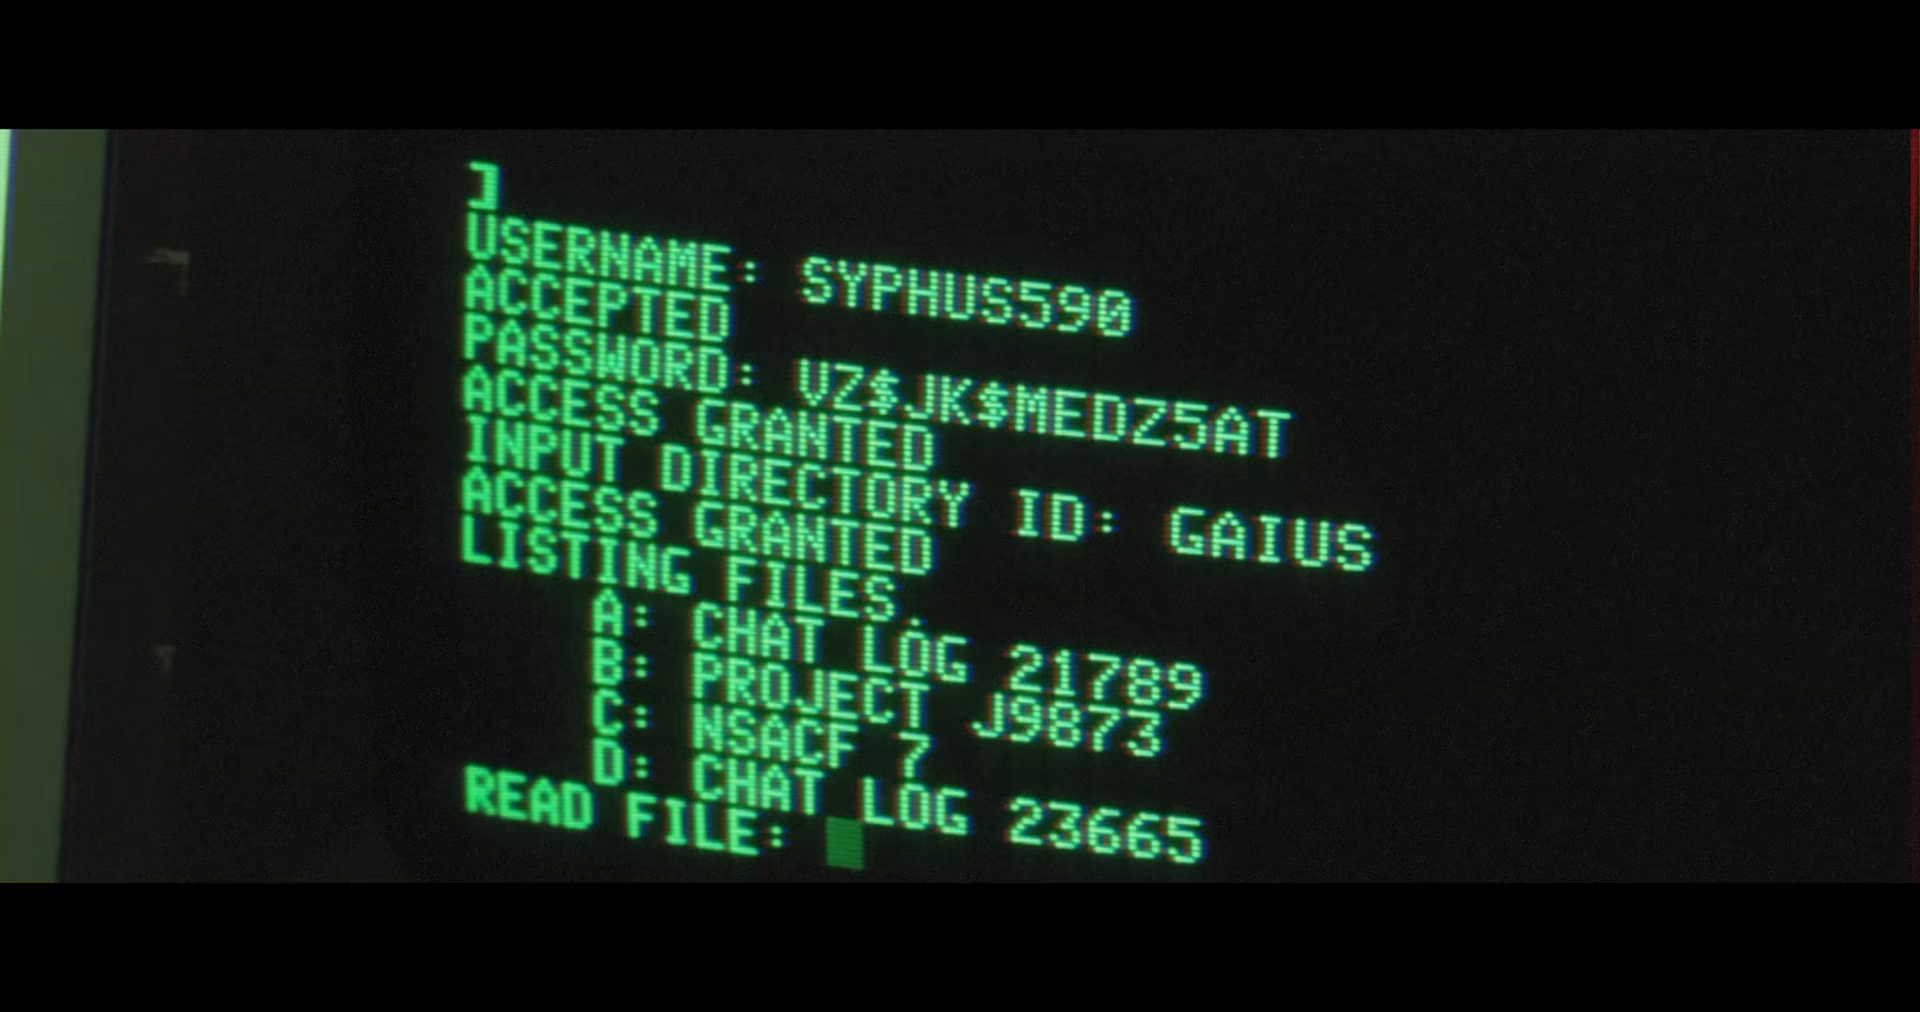 ]
USERNAME: SYPHUS590
ACCEPTED
PASSWORD: VZ$JK$MEDZ5AT
ACCESS GRANTED
INPUT DIRECTORY ID: GAIUS
ACCESS GRANTED
LISTING FILES.
A: CHAT LOG 21789
B: PROJECT J9873
C: NSACF 7
D: CHAT LOG 23665
READ FILE: